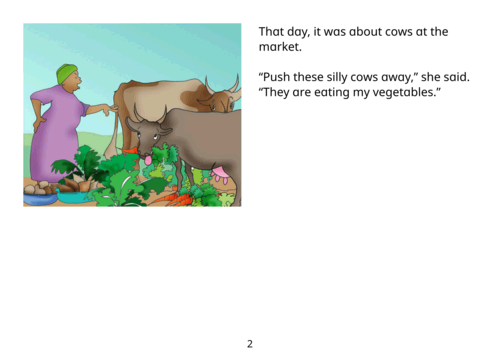 That day, it was about cows at the
market.
“Push these silly cows away,” she said.
“They are eating my vegetables.”
2